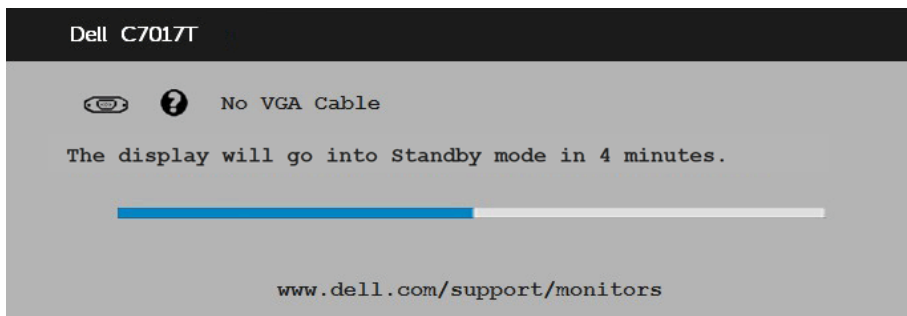 Dell C7017T
No VGA Cable
The display will go into Standby mode in 4 minutes.
www.dell.com/support/monitors